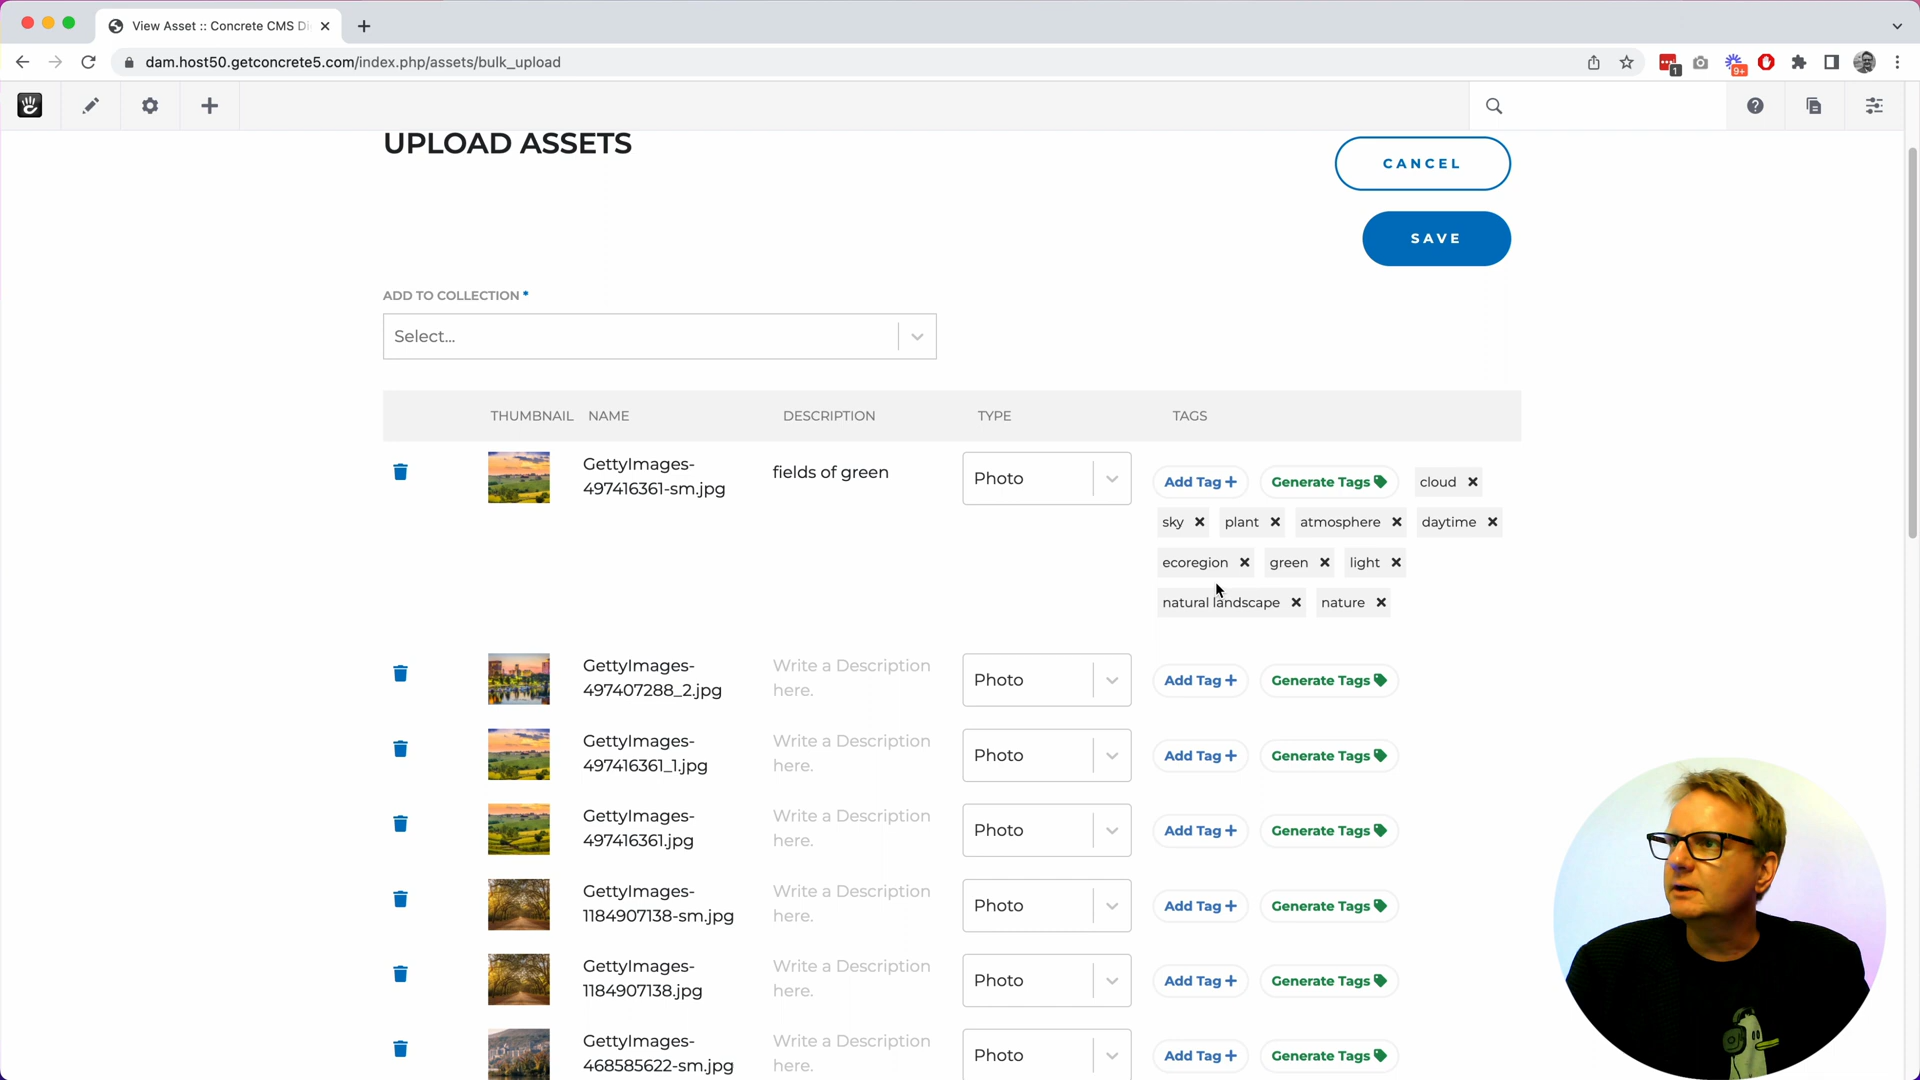 View Asset :: Concrete CMS Di
dam.host50.getconcrete5.com/index.php/assets/bulk_upload
1
9+
UPLOAD ASSETS
CANCEL
SAVE
ADD TO COLLECTION *
Select...
THUMBNAIL NAME DESCRIPTION TYPE TAGS
GettyImages-
497416361-sm.jpg
fields of green
Photo
Add Tag +
Generate Tags
cloud ×
sky × plant × atmosphere × daytime ×
ecoregion × green × light ×
natural landscape × nature ×
GettyImages-
497407288_2.jpg
Write a Description
here.
Photo
Add Tag +
Generate Tags
GettyImages-
497416361_1.jpg
Write a Description
here.
Photo
Add Tag +
Generate Tags
GettyImages-
497416361.jpg
Write a Description
here.
Photo
Add Tag +
Generate Tags
GettyImages-
1184907138-sm.jpg
Write a Description
here.
Photo
Add Tag +
Generate Tags
GettyImages-
1184907138.jpg
Write a Description
here.
Photo
Add Tag +
Generate Tags
GettyImages-
468585622-sm.jpg
Write a Description
here.
Photo
Add Tag +
Generate Tags